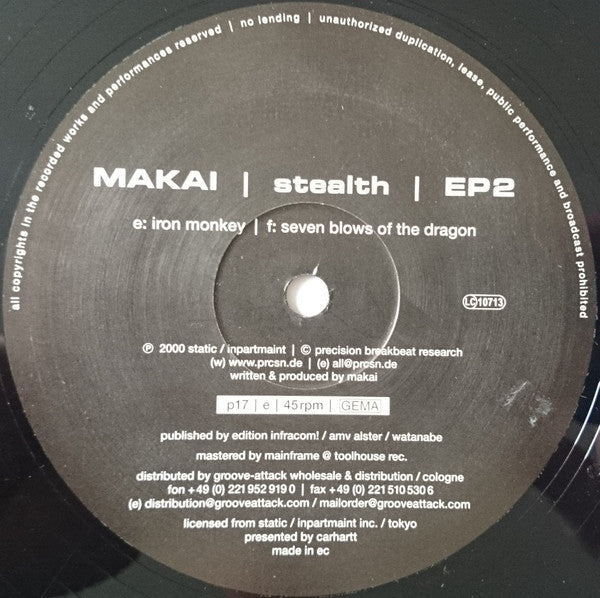 all copyrights in the recorded works and performances reserved | no lending | unauthorized duplication, lease, public performance and broadcast prohibited
MAKAI | stealth | EP2
e: iron monkey | f: seven blows of the dragon
LC10713
℗ 2000 static / inpartmaint | © precision breakbeat research
(w) www.prcsn.de | (e) all@prcsn.de
written & produced by makai
p17 | e | 45rpm | GEMA
published by edition infracom! / amv alster / watanabe
mastered by mainframe @ toolhouse rec.
distributed by groove-attack wholesale & distribution / cologne
fon +49 (0) 221 952 919 0 | fax +49 (0) 221 510 530 6
(e) distribution@grooveattack.com / mailorder@grooveattack.com
licensed from static / inpartmaint inc. / tokyo
presented by carhartt
made in ec